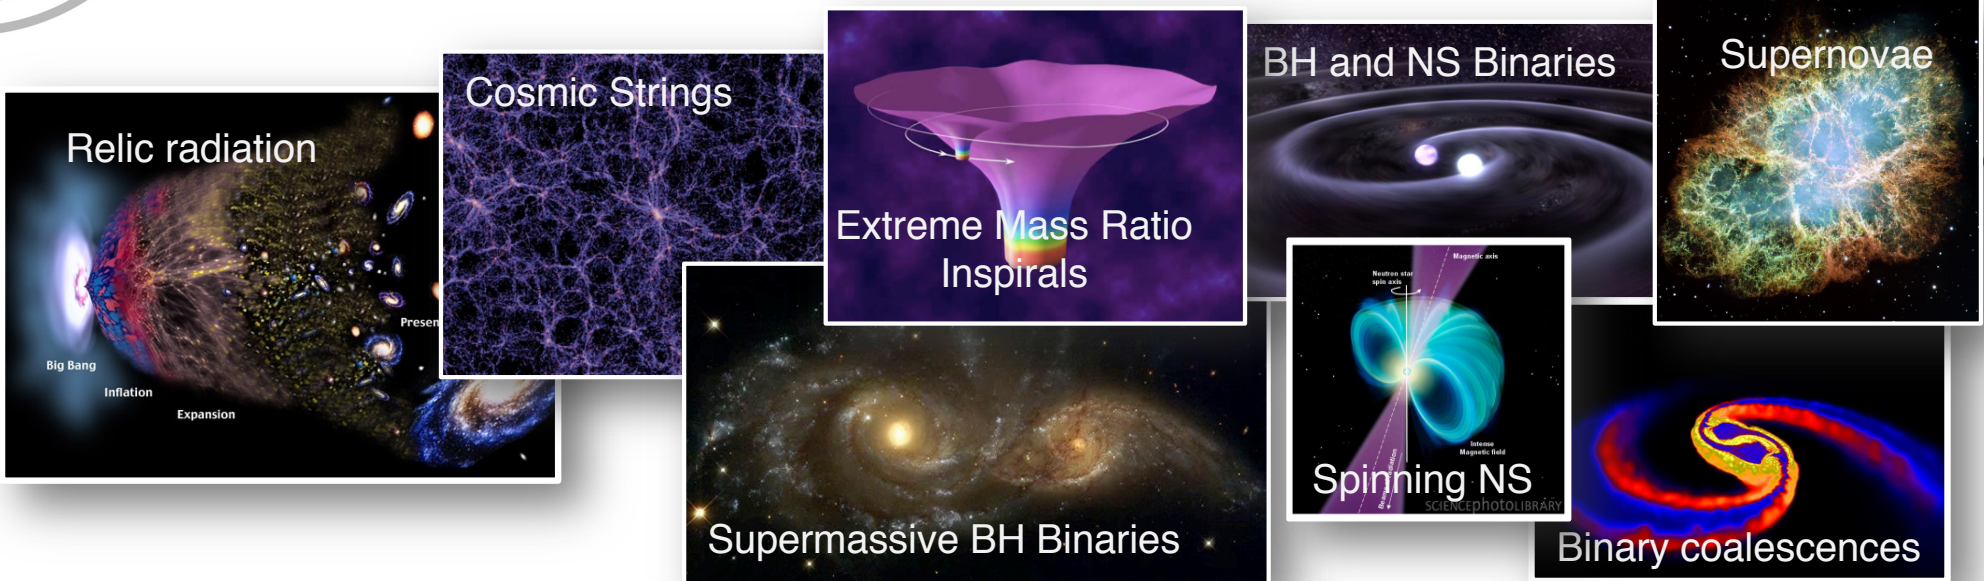 Relic radiation
Big Bang
Inflation
Expansion
Presen
Cosmic Strings
Extreme Mass Ratio
Inspirals
Supermassive BH Binaries
BH and NS Binaries
Magnetic axis
Neutron star
spin axis
Intense
Magnetic field
Spinning NS
SCIENCEphotoLIBRARY
Supernovae
Binary coalescences